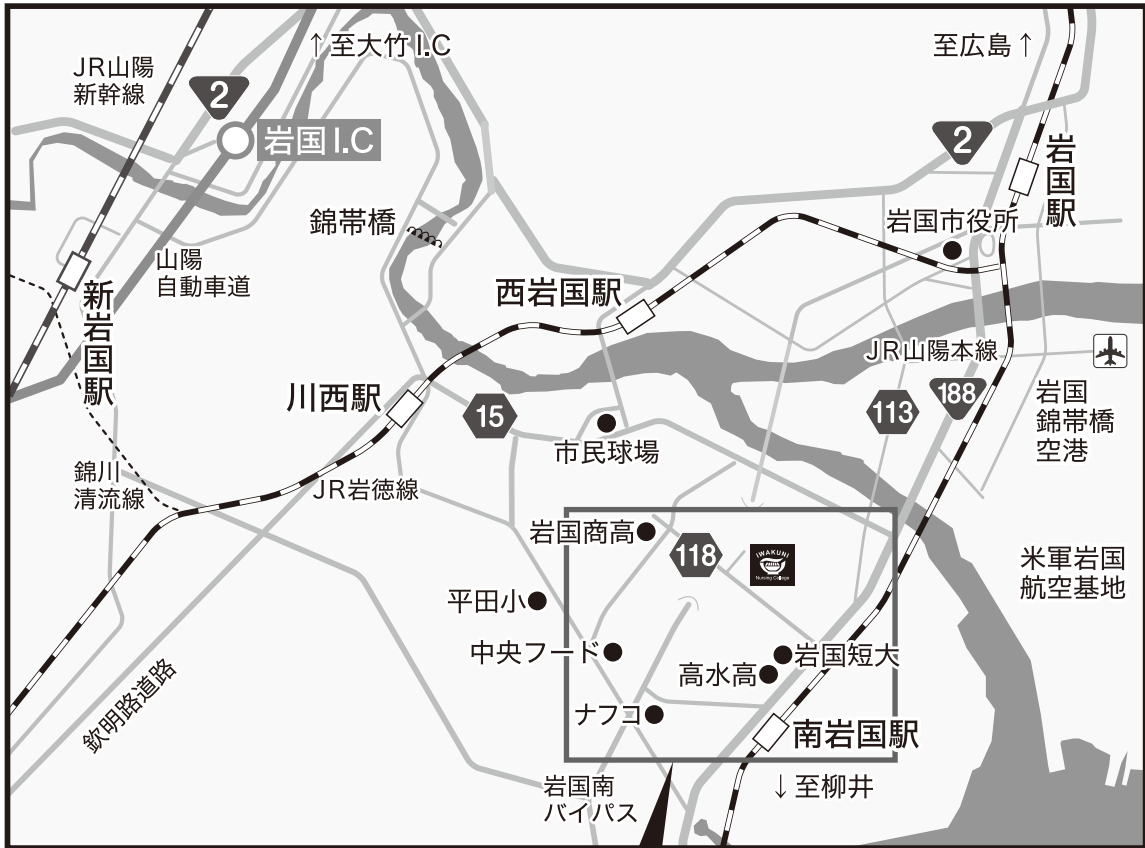 ↑至大竹I.C
至広島↑
JR山陽
新幹線
2
岩国I.C
2
岩国駅
錦帯橋
岩国市役所
山陽
自動車道
新岩国駅
西岩国駅
JR山陽本線
川西駅
15
113
188
岩国
錦帯橋
空港
市民球場
錦川
清流線
JR岩徳線
岩国商高
118
IWAKUNI
Nursing College
米軍岩国
航空基地
平田小
中央フード
岩国短大
高水高
欽明路道路
ナフコ
南岩国駅
岩国南
バイパス
↓至柳井